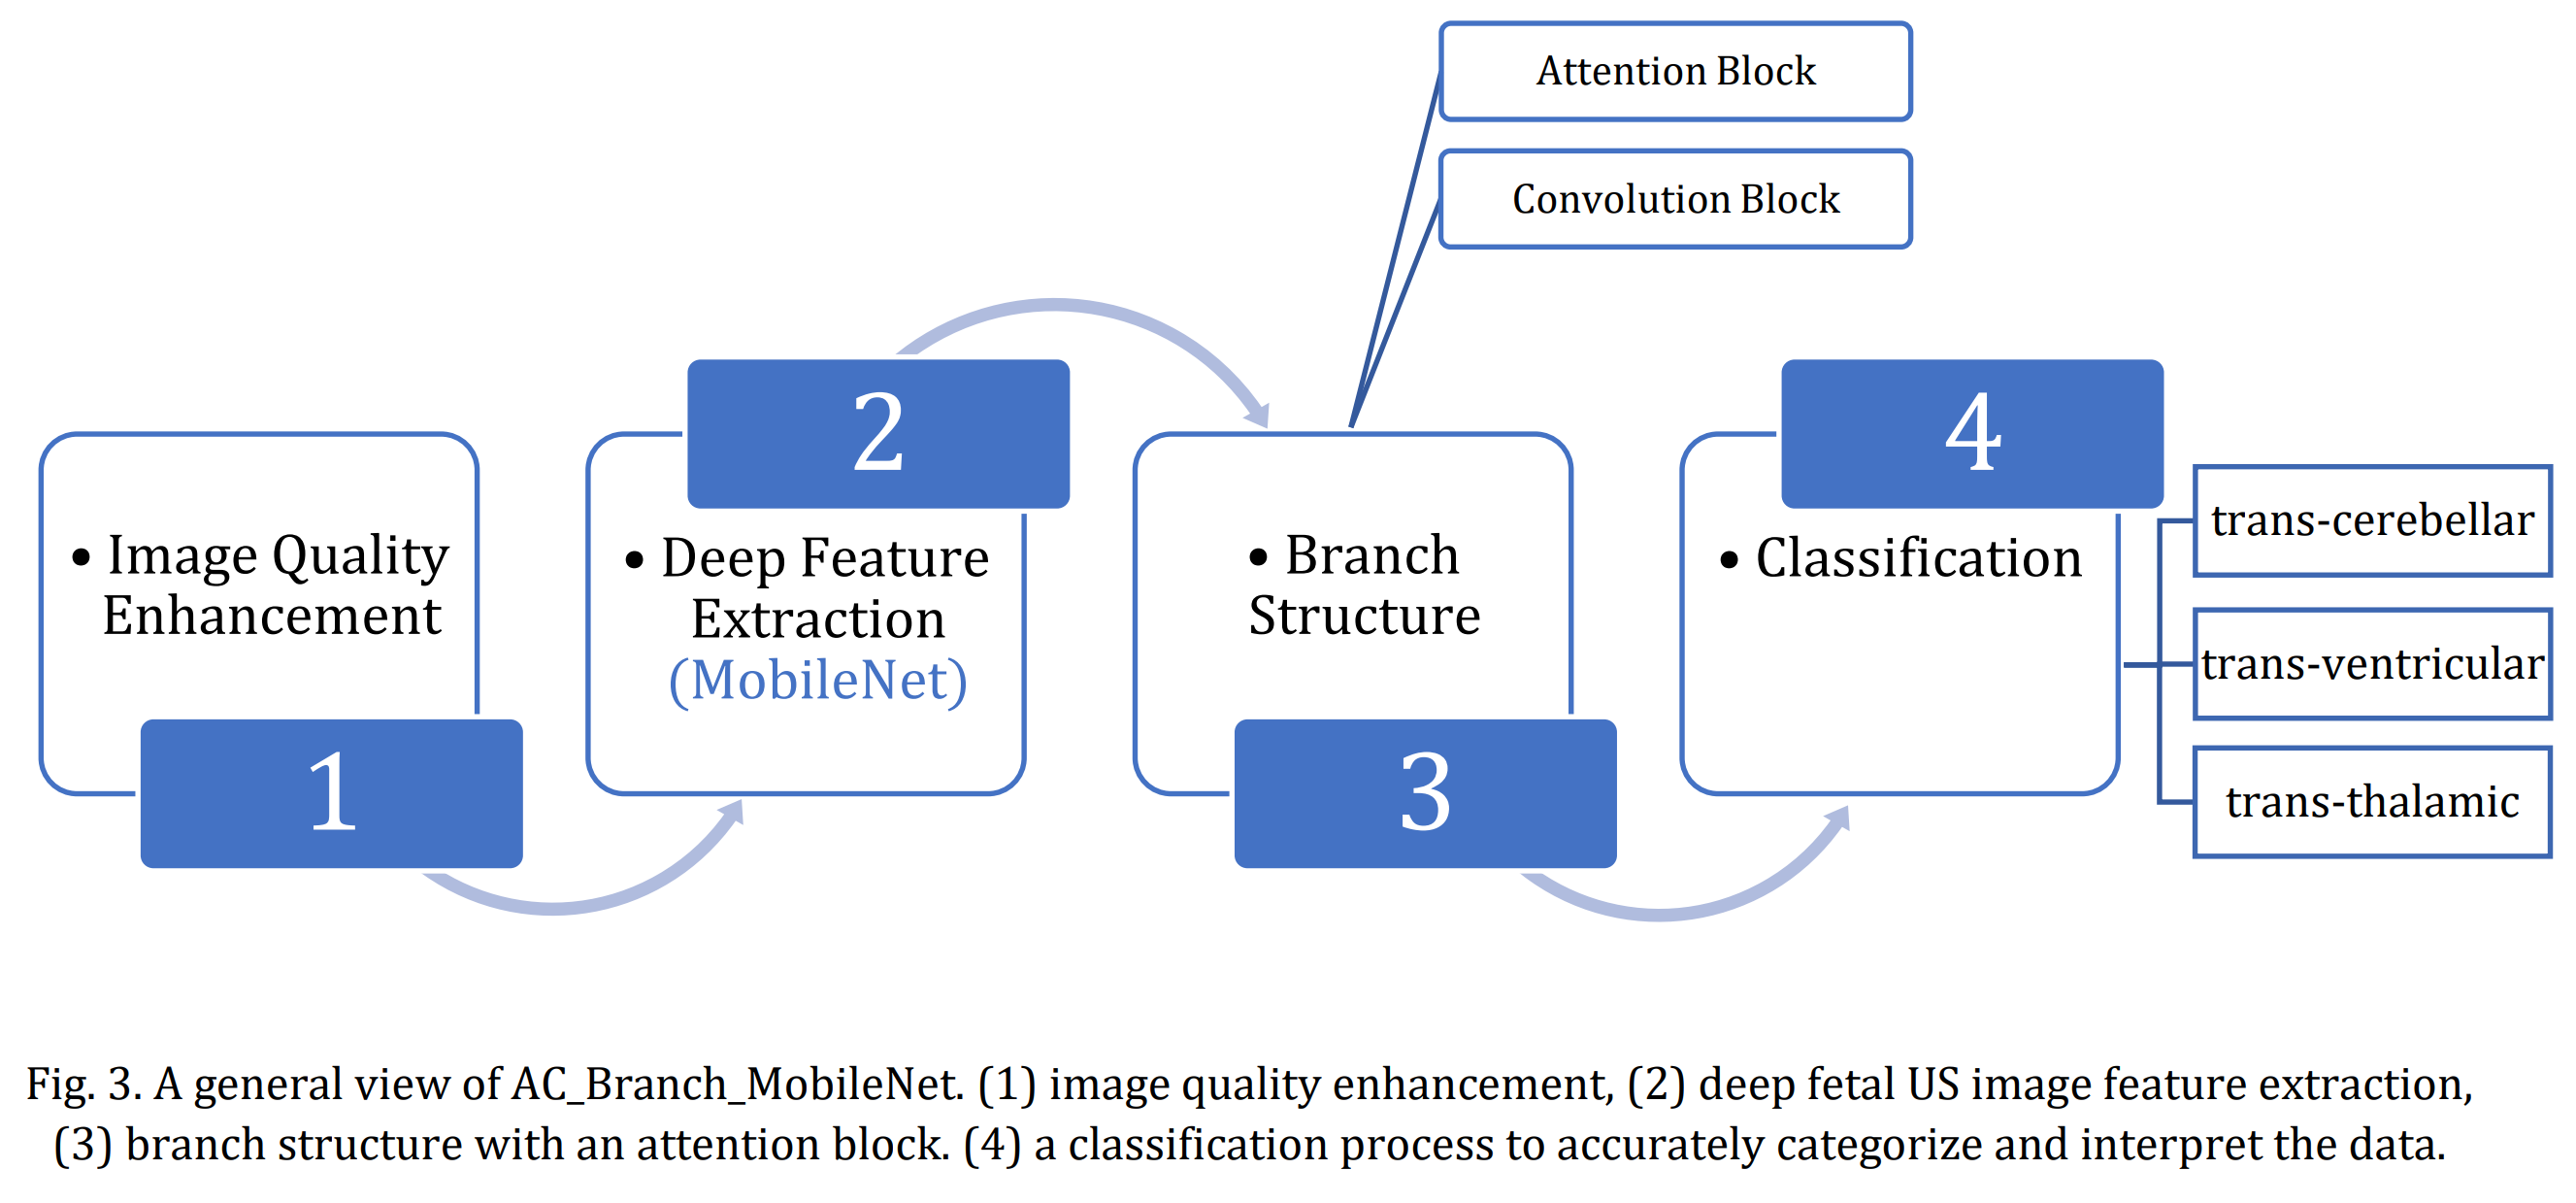 Attention Block
Convolution Block
2
4
• Image Quality
Enhancement
1
• Deep Feature
Extraction
(MobileNet)
• Branch
Structure
3
• Classification
trans-cerebellar
trans-ventricular
trans-thalamic
Fig. 3. A general view of AC_Branch_MobileNet. (1) image quality enhancement, (2) deep fetal US image feature extraction,
(3) branch structure with an attention block. (4) a classification process to accurately categorize and interpret the data.